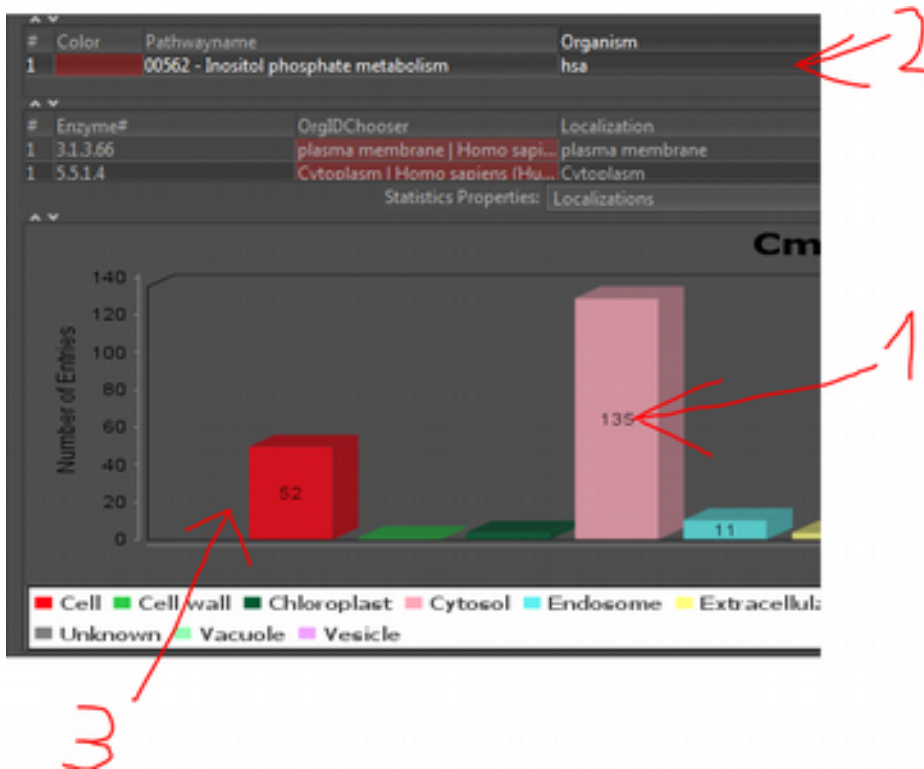 # Color Pathwayname Organism
1 00562 - Inositol phosphate metabolism hsa
2
# Enzyme# OrgIDChooser Localization
1 3.1.3.66 plasma membrane | Homo sapi... plasma membrane
1 5.5.1.4 Cytoplasm | Homo sapiens (Hu... Cytoplasm
Statistics Properties: Localizations
Cm
Number of Entries
140
120
100
80
60
40
20
0
52
135
11
1
Cell Cell wall Chloroplast Cytosol Endosome Extracellula
Unknown Vacuole Vesicle
3